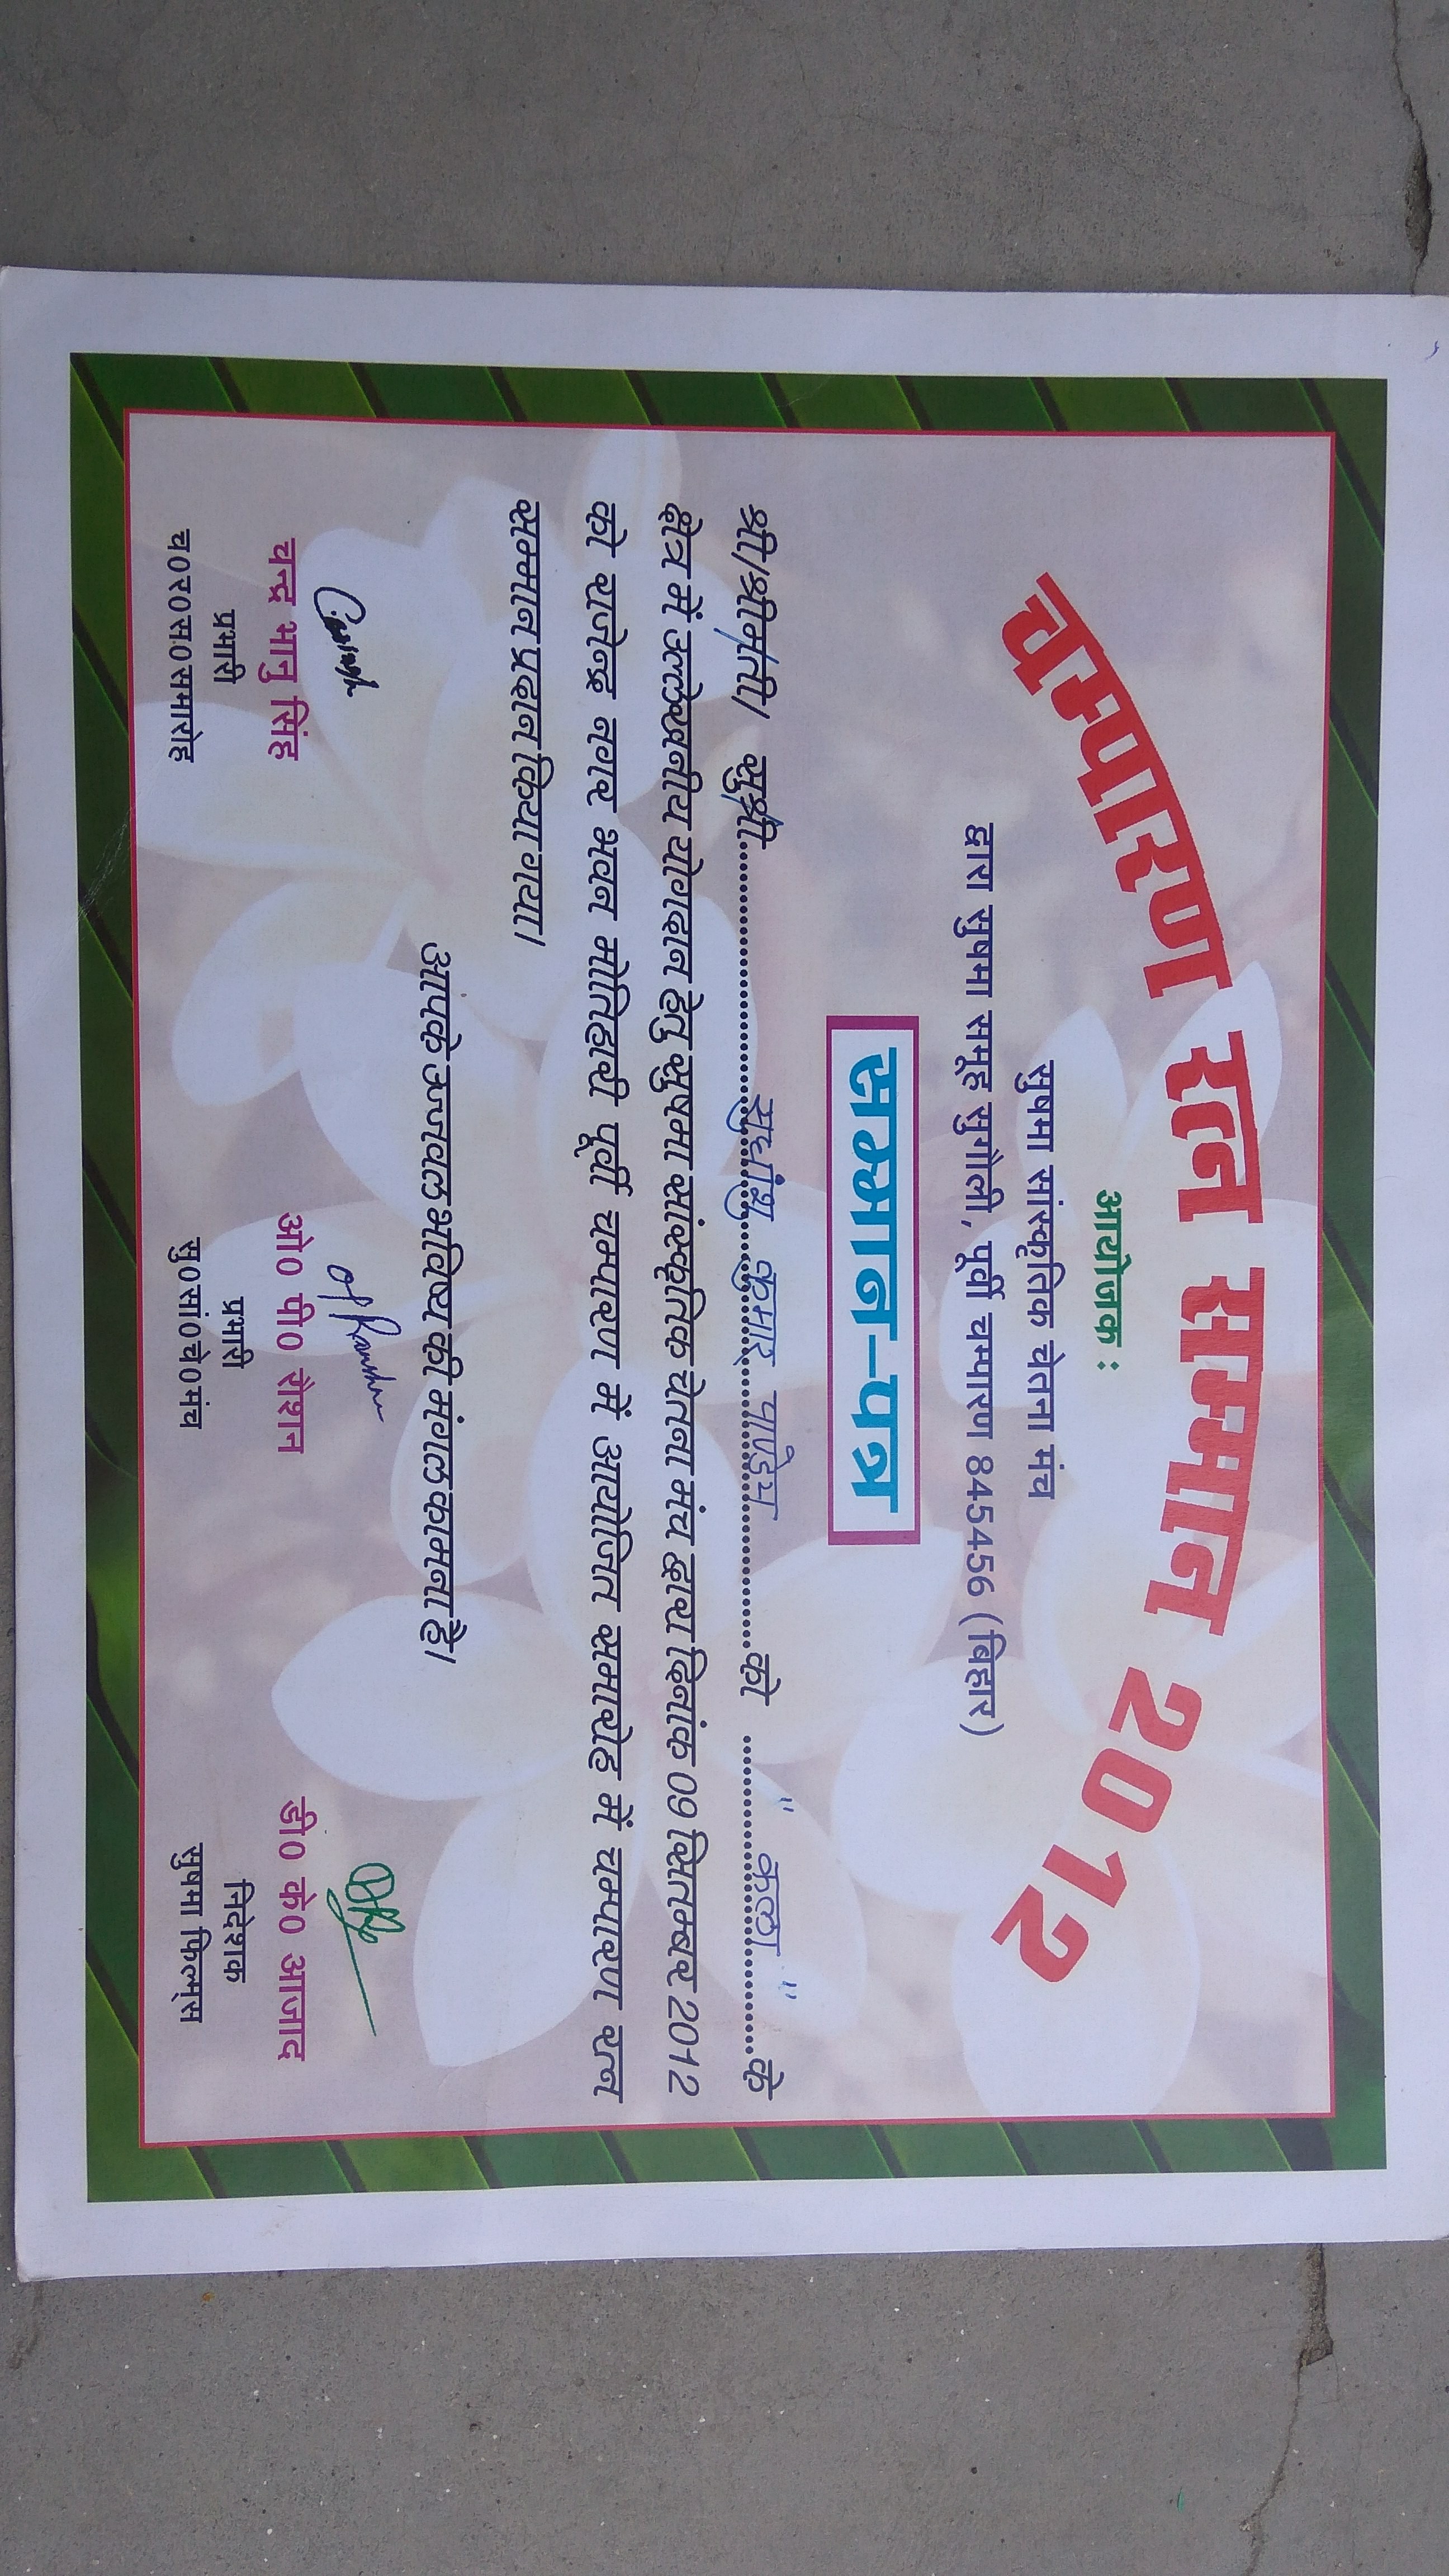 चम्पारण रत्न सम्मान 2012
आयोजक :
सुषमा सांस्कृतिक चेतना मंच
द्वारा सुषमा समूह सुगौली, पूर्वी चम्पारण 845456 (बिहार)
सम्मान-पत्र
श्री/श्रीमती/ सुश्री.......... सुधांशु कुमार पाण्डेय ..........को .......... " कला " ..........के
क्षेत्र में उल्लेखनीय योगदान हेतु सुषमा सांस्कृतिक चेतना मंच द्वारा दिनांक 09 सितम्बर 2012
को राजेन्द्र नगर भवन मोतिहारी पूर्वी चम्पारण में आयोजित समारोह में चम्पारण रत्न
सम्मान प्रदान किया गया।
आपके उज्जवल भविष्य की मंगलकामना है।
चन्द्र भानु सिंह
प्रभारी
च0र0स.0समारोह
ओ0 पी0 रोशन
प्रभारी
सु0सां0चे0मंच
डी0 के0 आजाद
निदेशक
सुषमा फिल्म्स